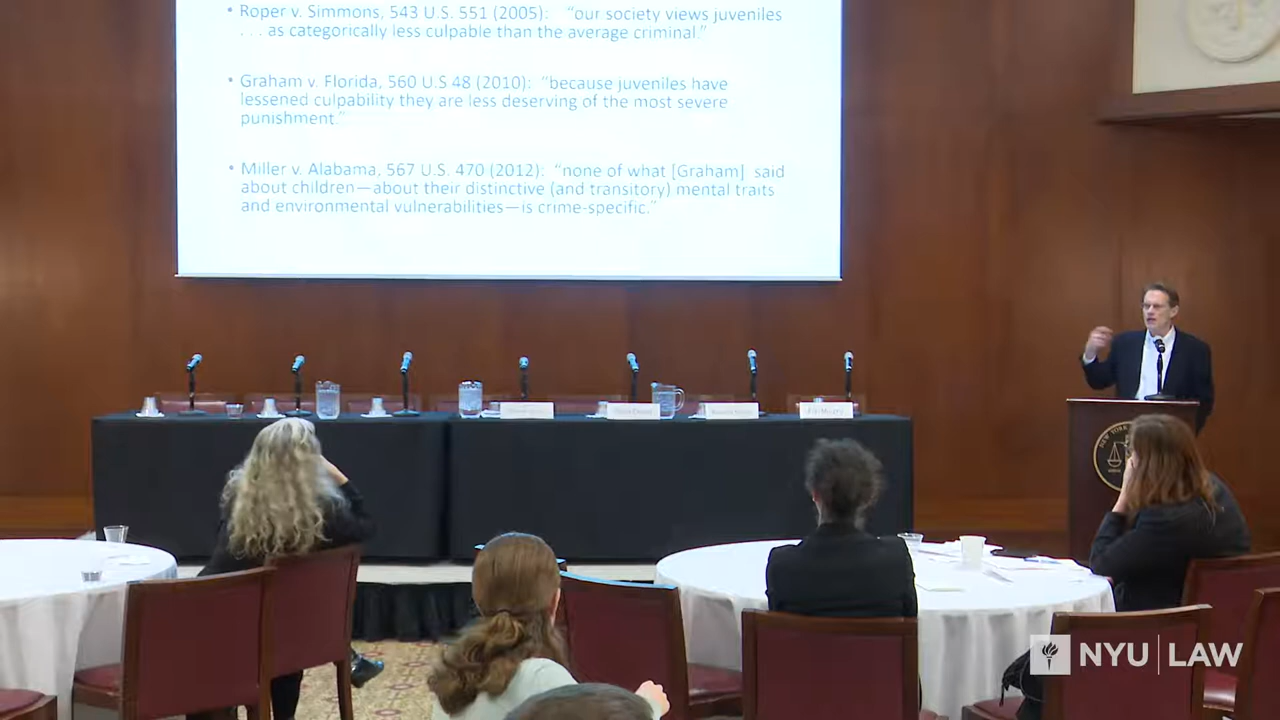 • Roper v. Simmons, 543 U.S. 551 (2005): "our society views juveniles
. . . as categorically less culpable than the average criminal."
• Graham v. Florida, 560 U.S 48 (2010): "because juveniles have
lessened culpability they are less deserving of the most severe
punishment."
• Miller v. Alabama, 567 U.S. 470 (2012): "none of what [Graham] said
about children—about their distinctive (and transitory) mental traits
and environmental vulnerabilities—is crime-specific."
NEW YORK
NYU | LAW